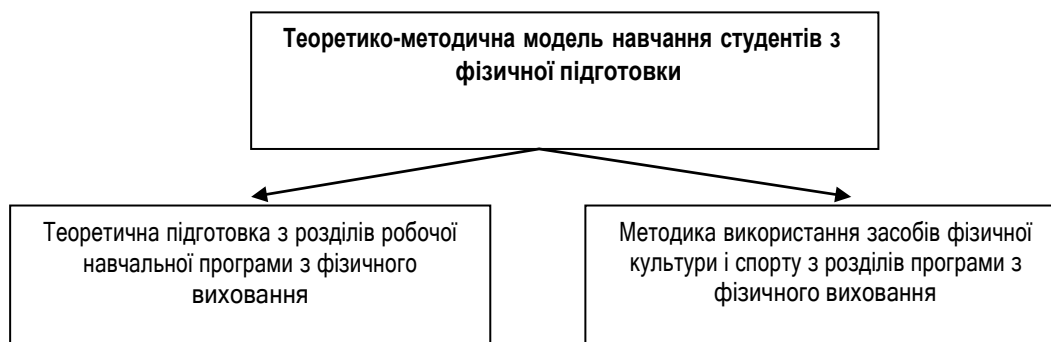 Теоретико-методична модель навчання студентів з
фізичної підготовки
Теоретична підготовка з розділів робочої
навчальної програми з фізичного
виховання
Методика використання засобів фізичної
культури і спорту з розділів програми з
фізичного виховання